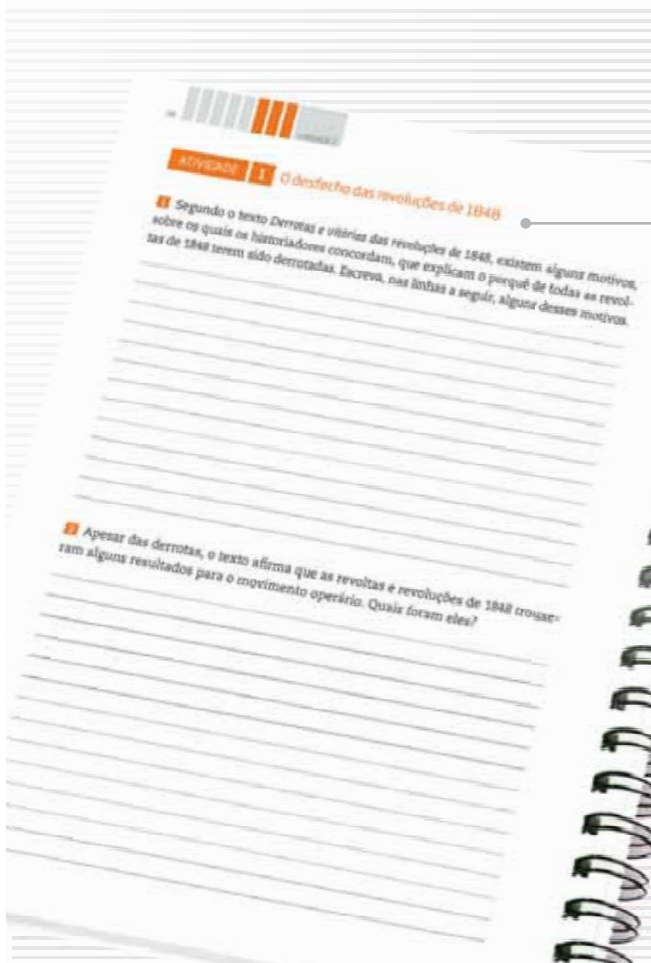 ATIVIDADE 1 O desfecho das revoluções de 1848
1 Segundo o texto Derrotas e vitórias das revoluções de 1848, existem alguns motivos,
sobre os quais os historiadores concordam, que explicam o porquê de todas as revol-
tas de 1848 terem sido derrotadas. Escreva, nas linhas a seguir, alguns desses motivos.
2 Apesar das derrotas, o texto afirma que as revoltas e revoluções de 1848 trouxe-
ram alguns resultados para o movimento operário. Quais foram eles?